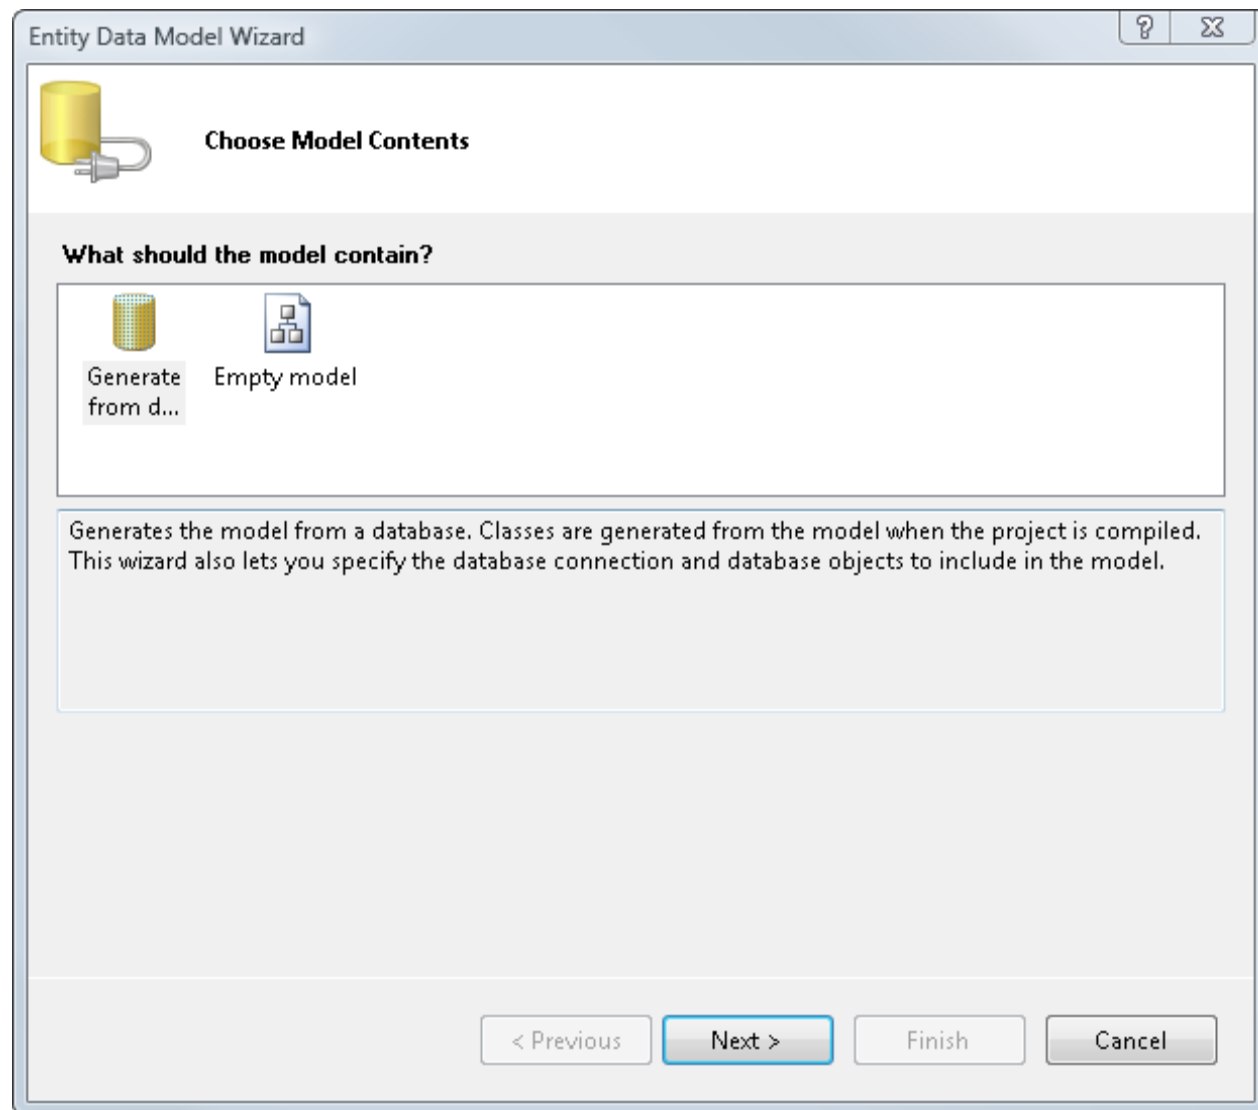 Entity Data Model Wizard
?
Choose Model Contents
What should the model contain?
Generate
from d...
Empty model
Generates the model from a database. Classes are generated from the model when the project is compiled.
This wizard also lets you specify the database connection and database objects to include in the model.
< Previous
Next >
Finish
Cancel